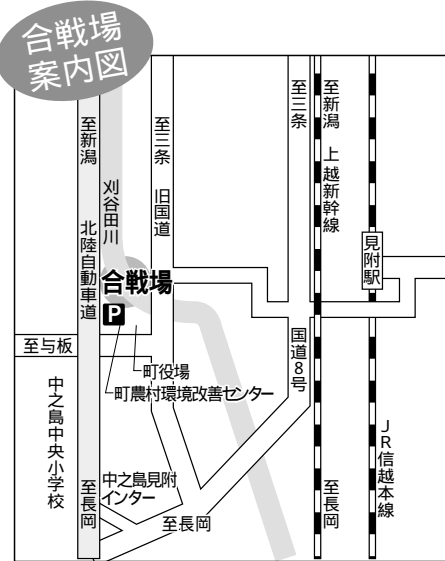 合戦場
案内図
至新潟
北陸自動車道
至長岡
刈谷田川
至三条
旧国道
至三条
国道8号
至新潟
上越新幹線
至長岡
見附駅
JR信越本線
合戦場
P
至与板
町役場
町農村環境改善センター
中之島中央小学校
中之島見附
インター
至長岡